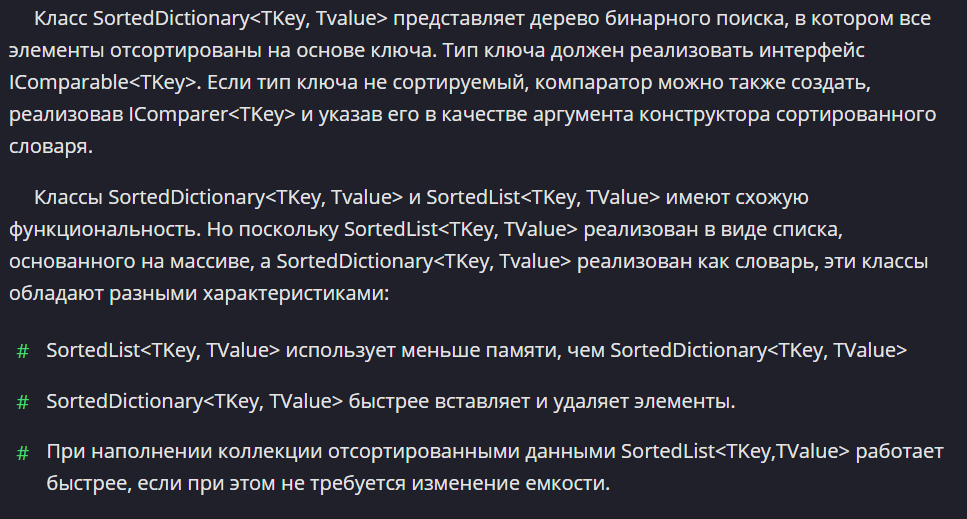 Класс SortedDictionary<TKey, Tvalue> представляет дерево бинарного поиска, в котором все
элементы отсортированы на основе ключа. Тип ключа должен реализовать интерфейс
IComparable<TKey>. Если тип ключа не сортируемый, компаратор можно также создать,
реализовав IComparer<TKey> и указав его в качестве аргумента конструктора сортированного
словаря.
Классы SortedDictionary<TKey, Tvalue> и SortedList<TKey, TValue> имеют схожую
функциональность. Но поскольку SortedList<TKey, TValue> реализован в виде списка,
основанного на массиве, а SortedDictionary<TKey, Tvalue> реализован как словарь, эти классы
обладают разными характеристиками:
# SortedList<TKey, TValue> использует меньше памяти, чем SortedDictionary<TKey, TValue>
# SortedDictionary<TKey, TValue> быстрее вставляет и удаляет элементы.
# При наполнении коллекции отсортированными данными SortedList<TKey,TValue> работает
быстрее, если при этом не требуется изменение емкости.